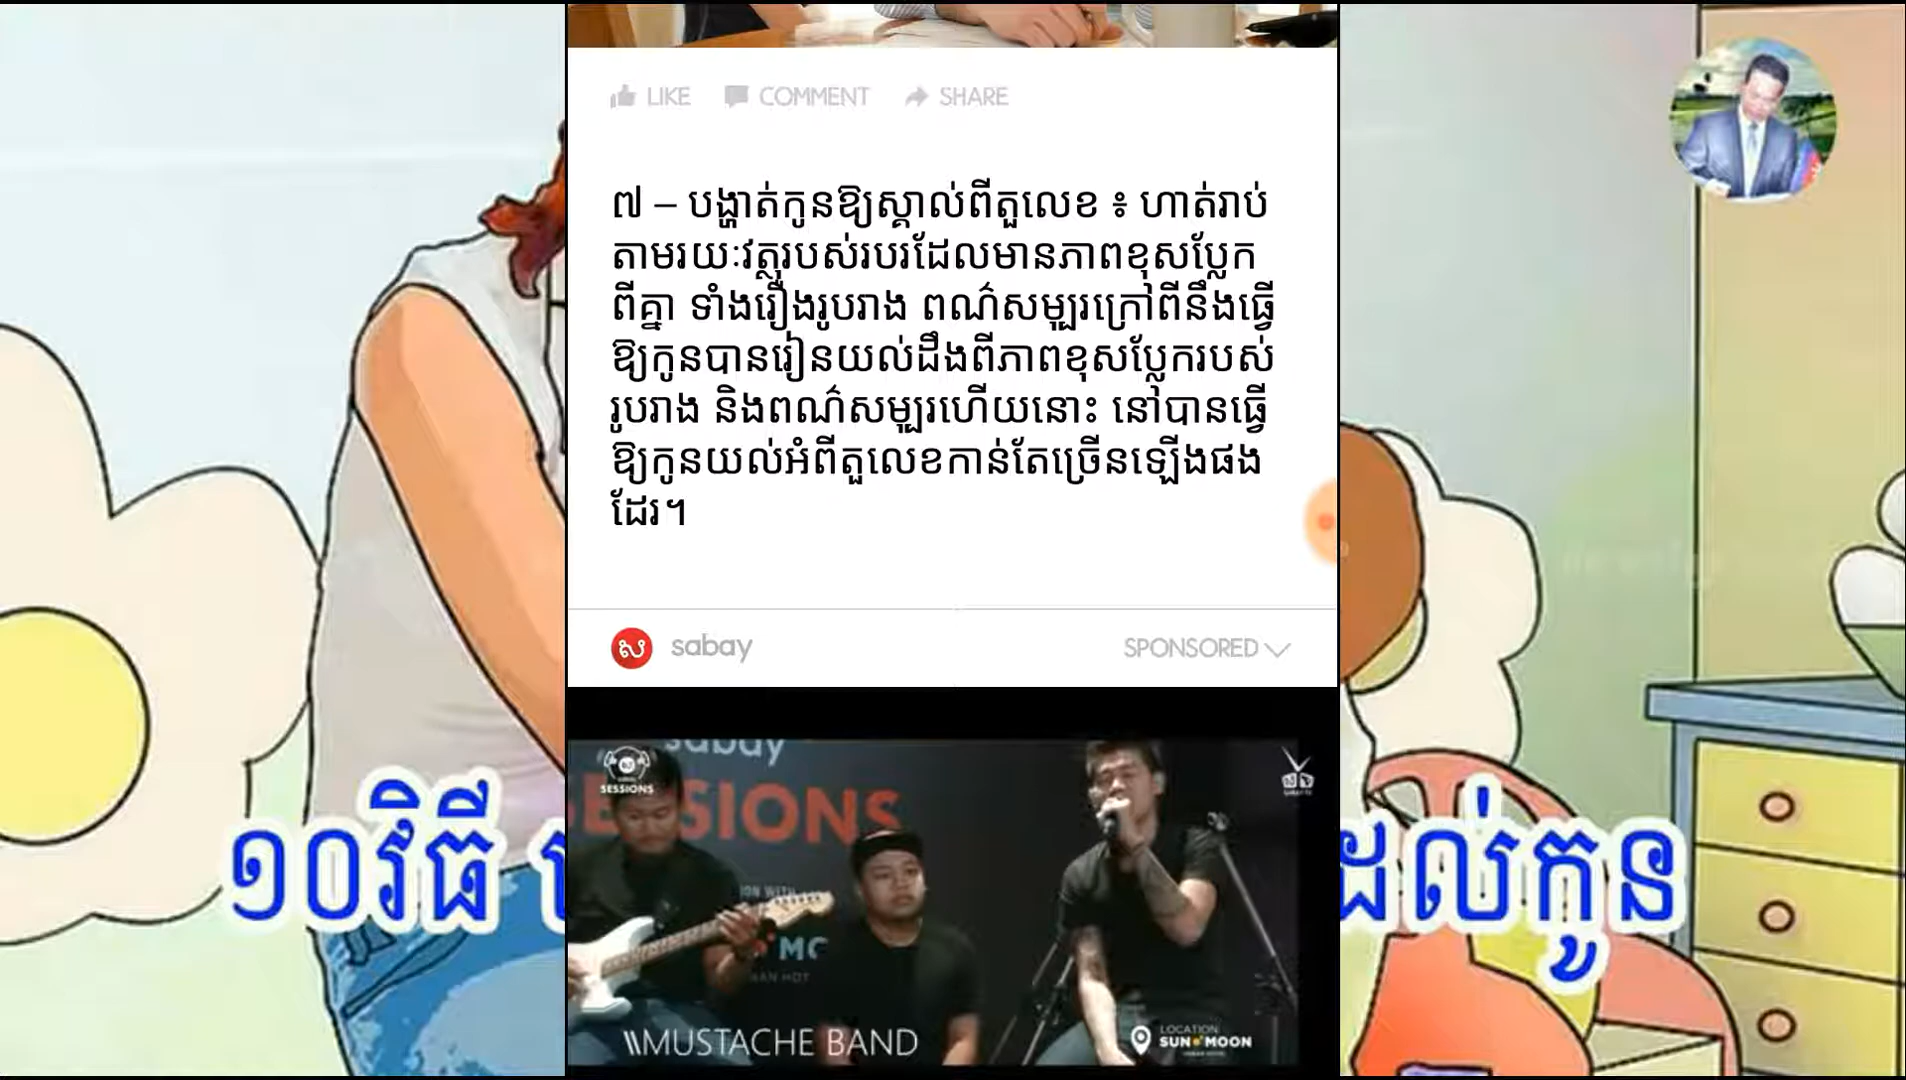 LIKE COMMENT SHARE
៧ – បង្ហាត់កូនឱ្យស្គាល់ពីតួលេខ ៖ ហាត់រាប់
តាមរយៈវត្ថុរបស់របរដែលមានភាពខុសប្លែក
ពីគ្នា ទាំងរឿងរូបរាង ពណ៌សម្បុរក្រៅពីនឹងធ្វើ
ឱ្យកូនបានរៀនយល់ដឹងពីភាពខុសប្លែករបស់
រូបរាង និងពណ៌សម្បុរហើយនោះ នៅបានធ្វើ
ឱ្យកូនយល់អំពីតួលេខកាន់តែច្រើនឡើងផង
ដែរ។
ស sabay SPONSORED
sabay
SESSIONS
SESSIONS
\\MUSTACHE BAND
LOCATION
SUN MOON
១០វិធី
ដល់កូន